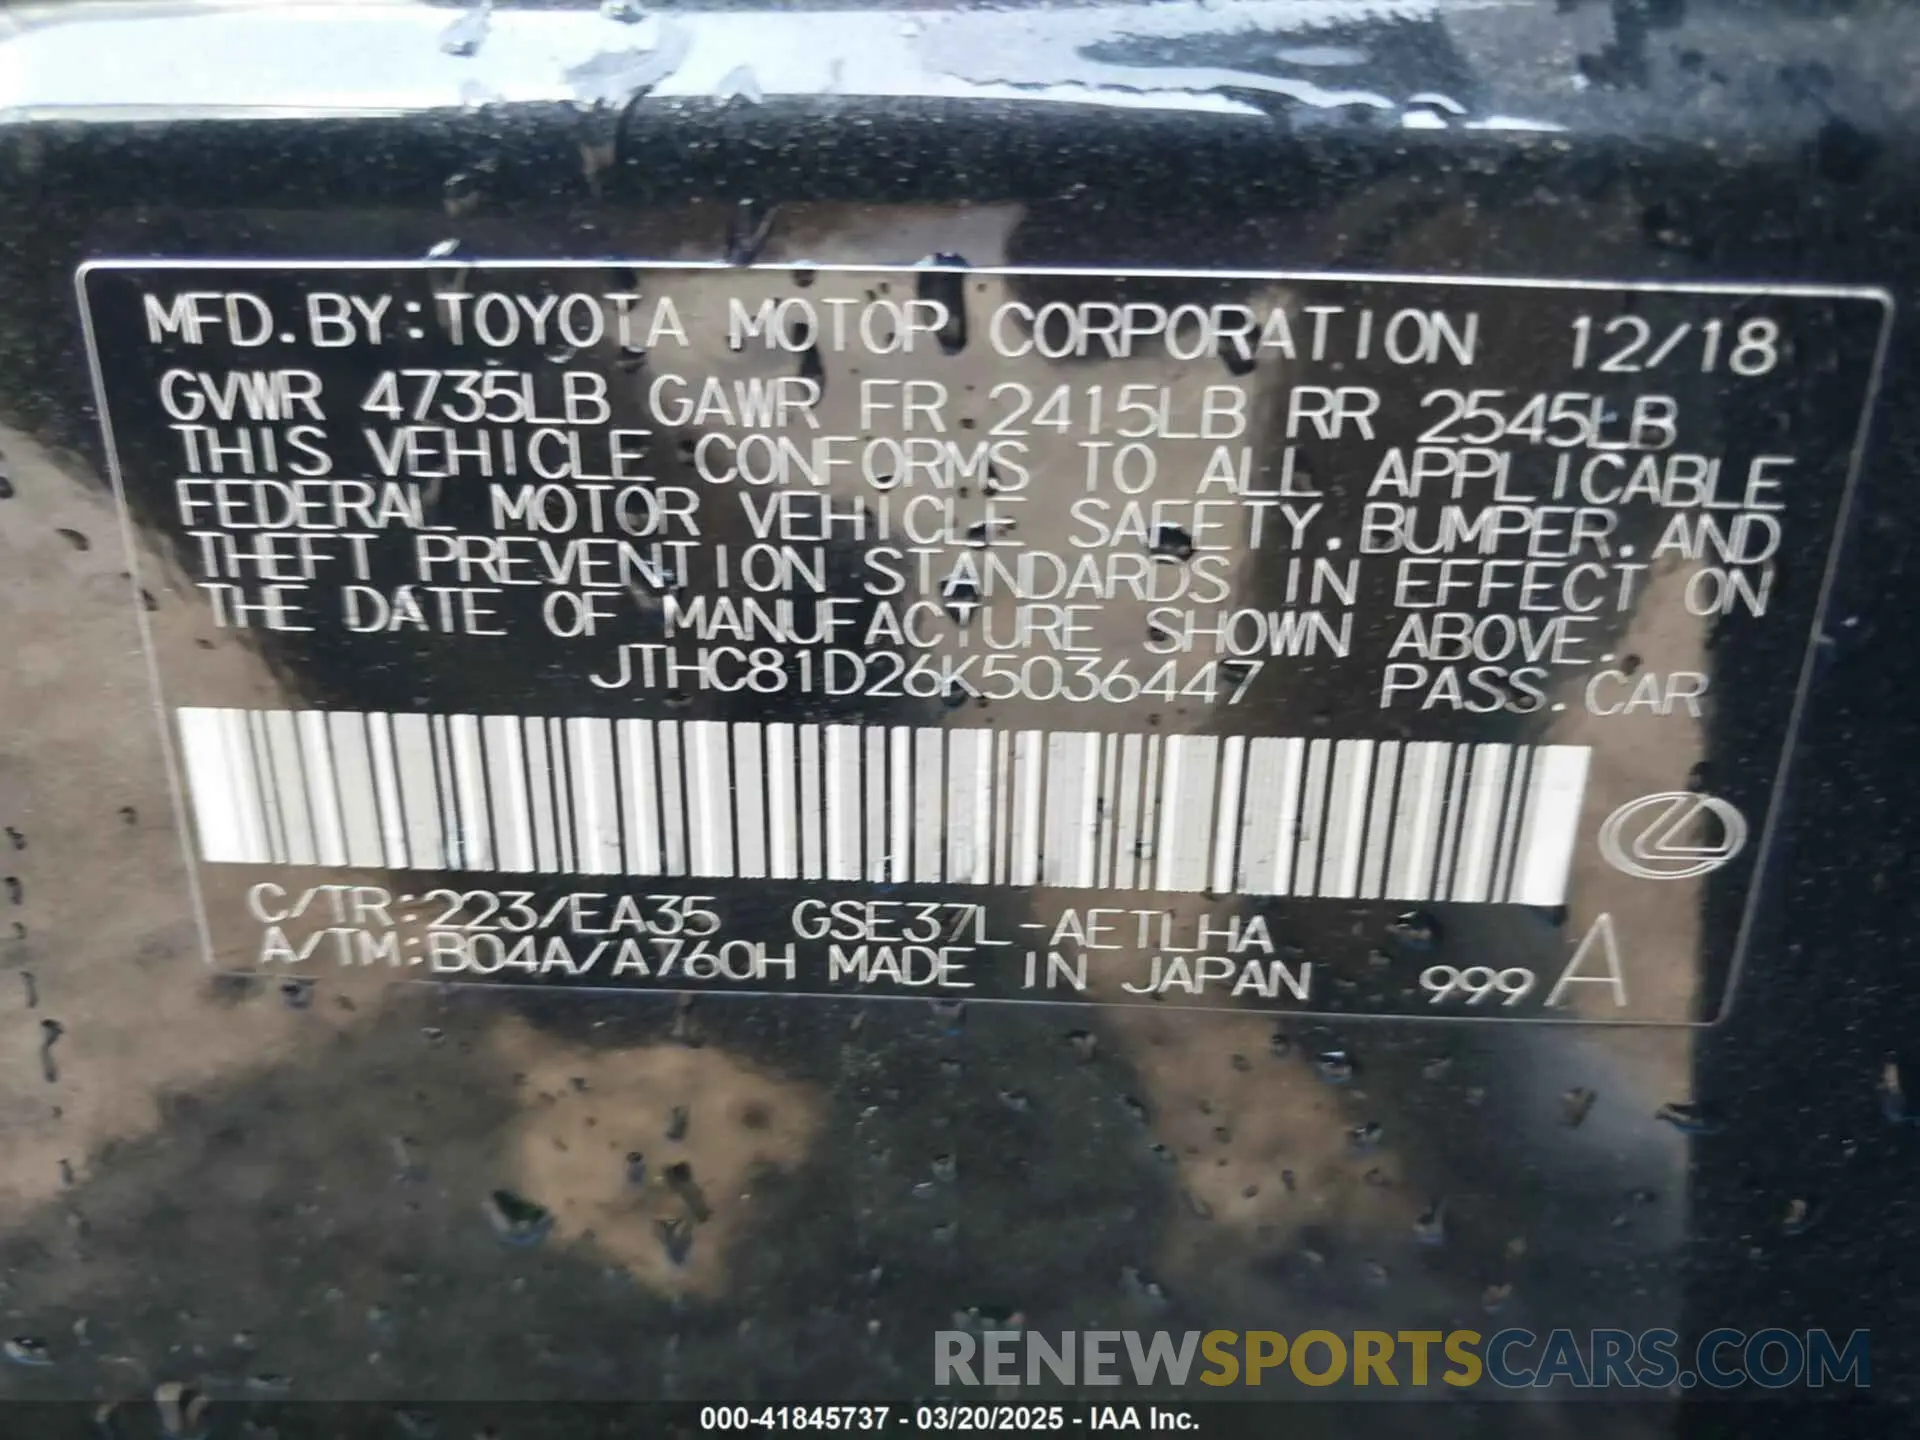 MFD. BY: TOYOTA MOTOR CORPORATION 12/18
GVWR 4735LB GAWR FR 2415LB RR 2545LB
THIS VEHICLE CONFORMS TO ALL APPLICABLE
FEDERAL MOTOR VEHICLE SAFETY. BUMPER. AND
THEFT PREVENTION STANDARDS IN EFFECT ON
THE DATE OF MANUFACTURE SHOWN ABOVE.
JTHC81D26K5036447 PASS. CAR
C/TR: 223/EA35 GSE37L-AETLHA
A/TM: B04A/A760H MADE IN JAPAN 999 A
RENEWSPORTSCARS.COM
000-41845737 - 03/20/2025 - IAA Inc.